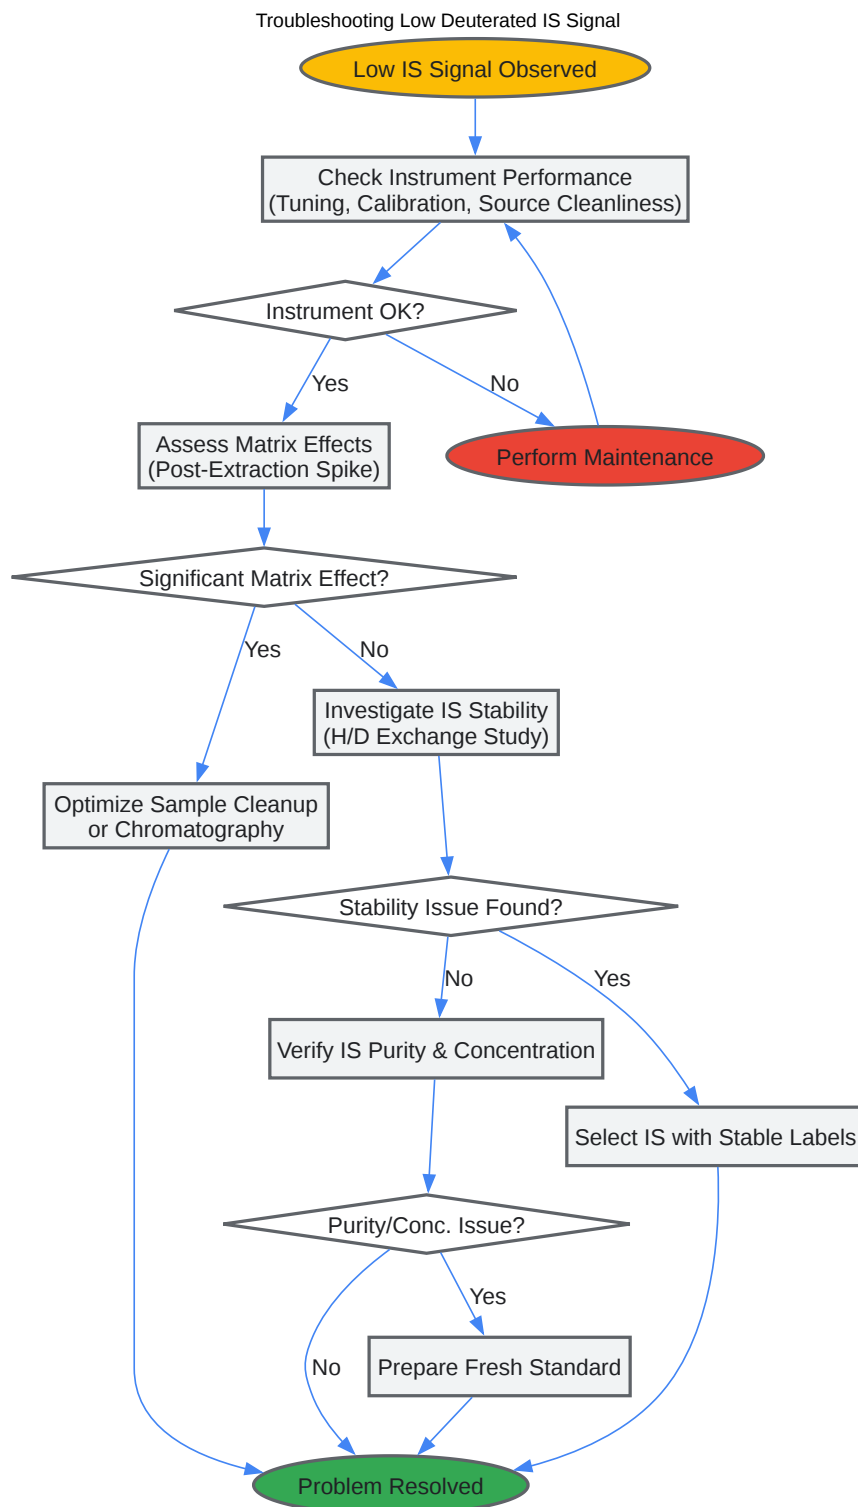 Troubleshooting Low Deuterated IS Signal
Low IS Signal Observed
Check Instrument Performance
(Tuning, Calibration, Source Cleanliness)
Instrument OK?
Yes
No
Assess Matrix Effects
(Post-Extraction Spike)
Perform Maintenance
Significant Matrix Effect?
Yes
No
Investigate IS Stability
(H/D Exchange Study)
Optimize Sample Cleanup
or Chromatography
Stability Issue Found?
No
Yes
Verify IS Purity & Concentration
Select IS with Stable Labels
Purity/Conc. Issue?
Yes
No
Prepare Fresh Standard
Problem Resolved